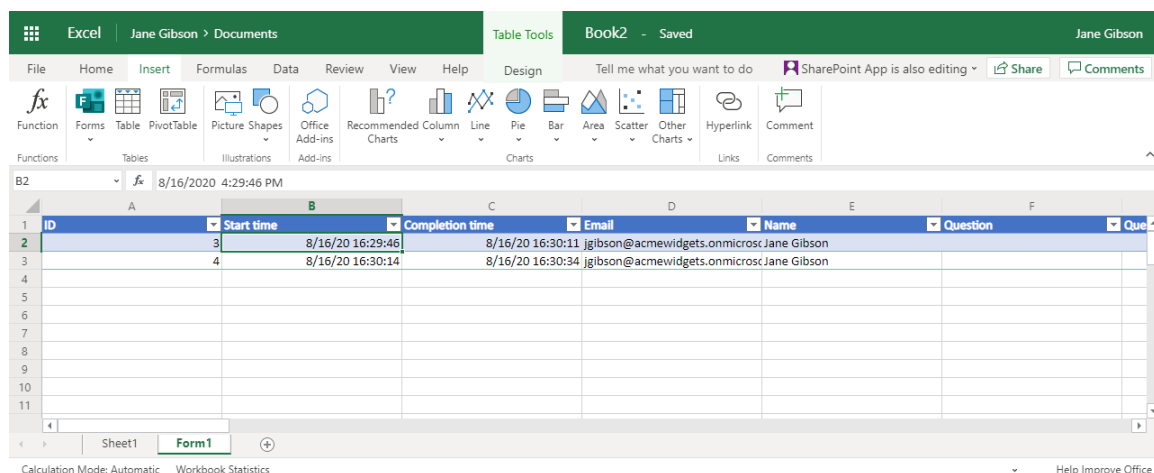 Excel Jane Gibson > Documents Table Tools Book2 - Saved Jane Gibson
File Home Insert Formulas Data Review View Help Design Tell me what you want to do SharePoint App is also editing Share Comments
Function Forms Table PivotTable Picture Shapes Office Add-ins Recommended Charts Column Line Pie Bar Area Scatter Other Charts Hyperlink Comment
Functions Tables Illustrations Add-ins Charts Links Comments
B2 fx 8/16/2020 4:29:46 PM
A B C D E F
1 ID Start time Completion time Email Name Question Que
2 3 8/16/20 16:29:46 8/16/20 16:30:11 jgibson@acmewidgets.onmicrosc Jane Gibson
3 4 8/16/20 16:30:14 8/16/20 16:30:34 jgibson@acmewidgets.onmicrosc Jane Gibson
4
5
6
7
8
9
10
11
Sheet1 Form1
Calculation Mode: Automatic Workbook Statistics Help Improve Office